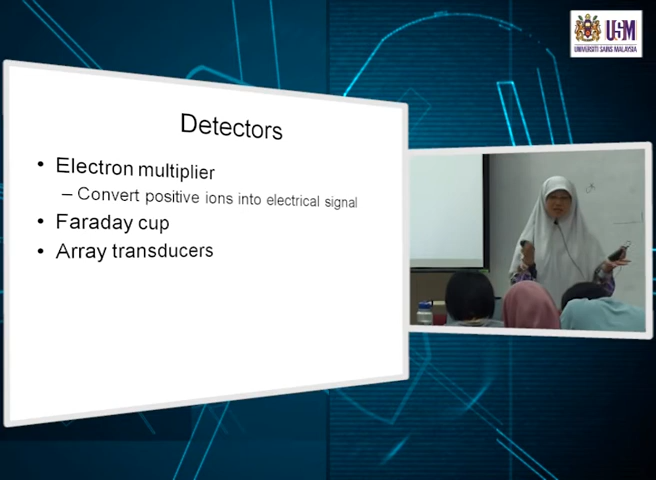 USM
UNIVERSITI SAINS MALAYSIA
Detectors
• Electron multiplier
– Convert positive ions into electrical signal
• Faraday cup
• Array transducers